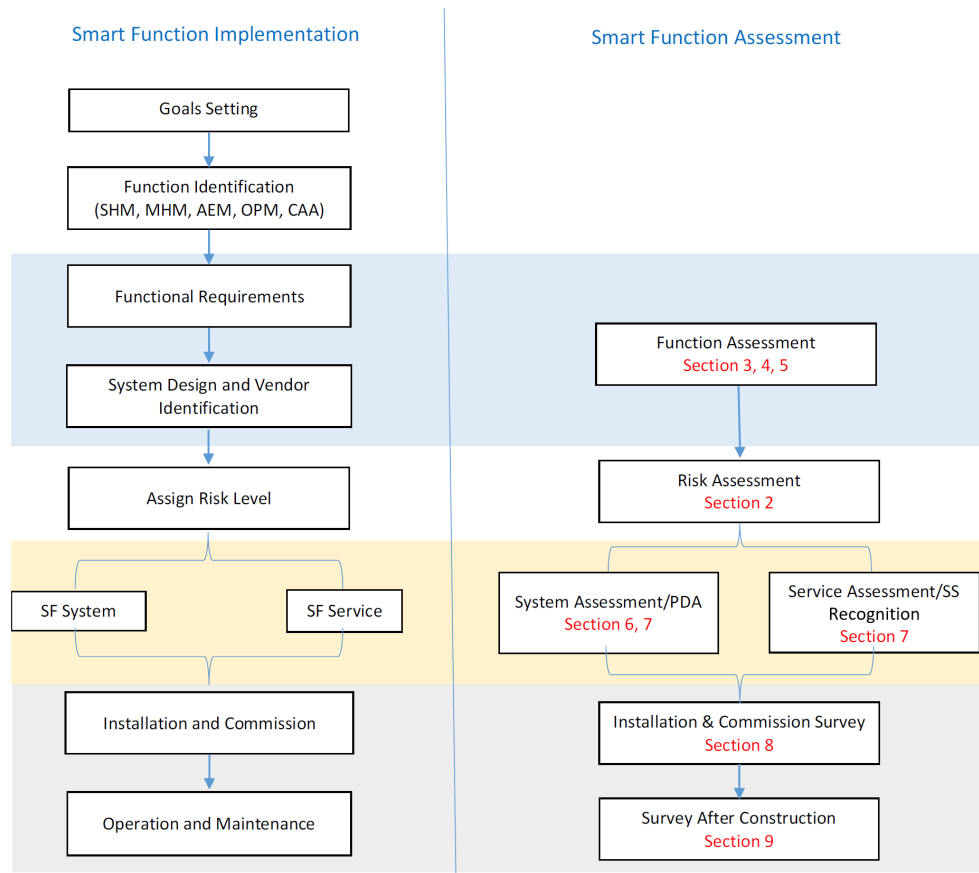 Smart Function Implementation
Goals Setting
Function Identification
(SHM, MHM, AEM, OPM, CAA)
Functional Requirements
System Design and Vendor
Identification
Assign Risk Level
SF System
SF Service
Installation and Commission
Operation and Maintenance
Smart Function Assessment
Function Assessment
Section 3, 4, 5
Risk Assessment
Section 2
System Assessment/PDA
Section 6, 7
Service Assessment/SS
Recognition
Section 7
Installation & Commission Survey
Section 8
Survey After Construction
Section 9